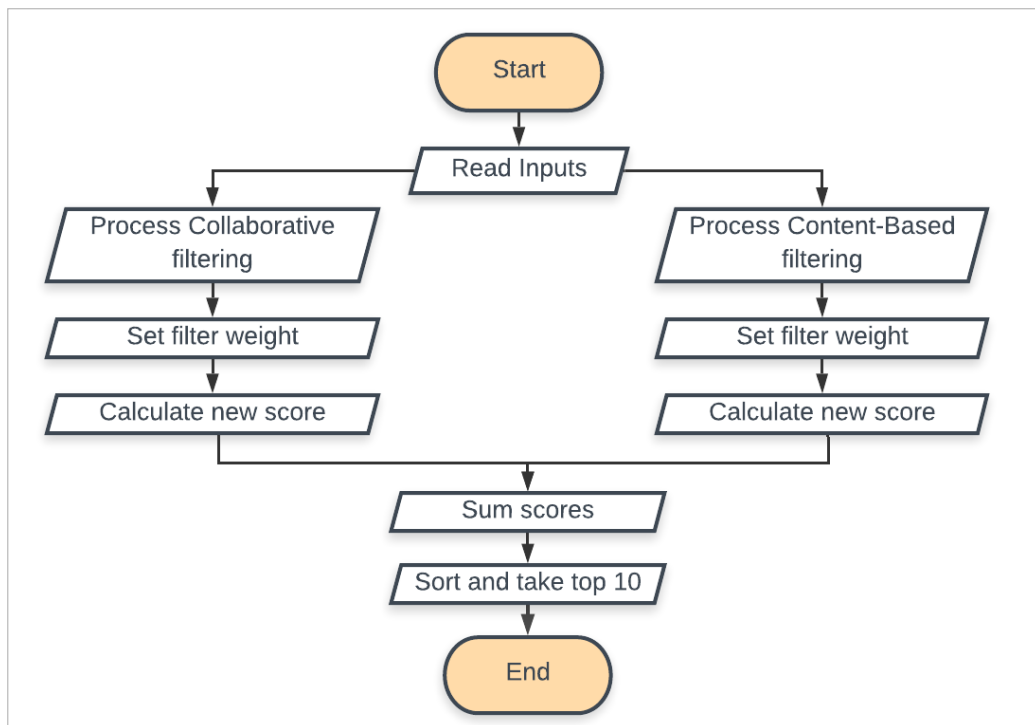 Start
Read Inputs
Process Collaborative
filtering
Process Content-Based
filtering
Set filter weight
Set filter weight
Calculate new score
Calculate new score
Sum scores
Sort and take top 10
End